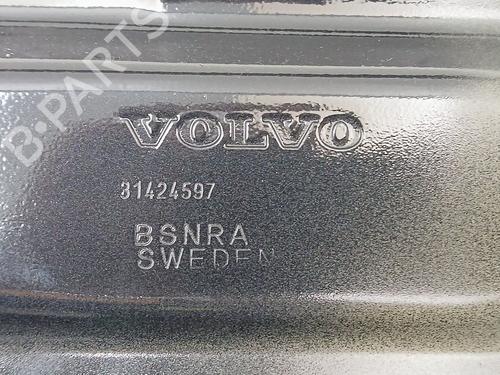 B-PARTS
VOLVO
31424597
BSNRA
SWEDEN